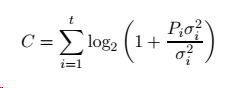 C = \sum_{i=1}^{t} \log_2 \left( 1 + \frac{P_i \sigma_i^2}{\sigma_i^2} \right)